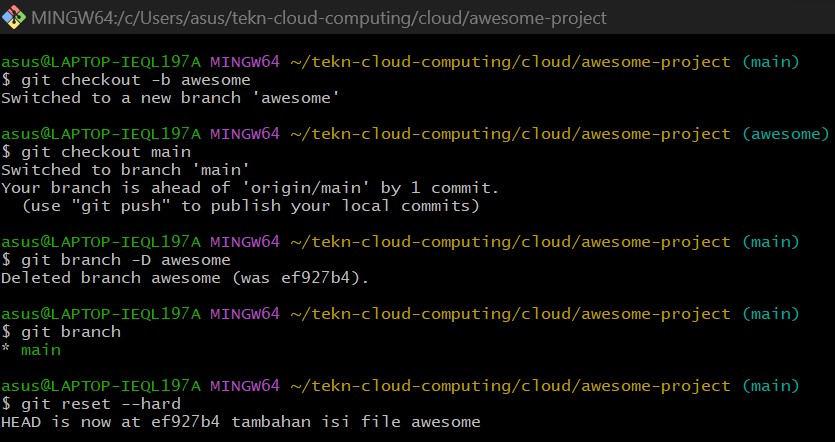 MINGW64:/c/Users/asus/tekn-cloud-computing/cloud/awesome-project
asus@LAPTOP-IEQL197A MINGW64 ~/tekn-cloud-computing/cloud/awesome-project (main)
$ git checkout -b awesome
Switched to a new branch 'awesome'
asus@LAPTOP-IEQL197A MINGW64 ~/tekn-cloud-computing/cloud/awesome-project (awesome)
$ git checkout main
Switched to branch 'main'
Your branch is ahead of 'origin/main' by 1 commit.
  (use "git push" to publish your local commits)
asus@LAPTOP-IEQL197A MINGW64 ~/tekn-cloud-computing/cloud/awesome-project (main)
$ git branch -D awesome
Deleted branch awesome (was ef927b4).
asus@LAPTOP-IEQL197A MINGW64 ~/tekn-cloud-computing/cloud/awesome-project (main)
$ git branch
* main
asus@LAPTOP-IEQL197A MINGW64 ~/tekn-cloud-computing/cloud/awesome-project (main)
$ git reset --hard
HEAD is now at ef927b4 tambahan isi file awesome